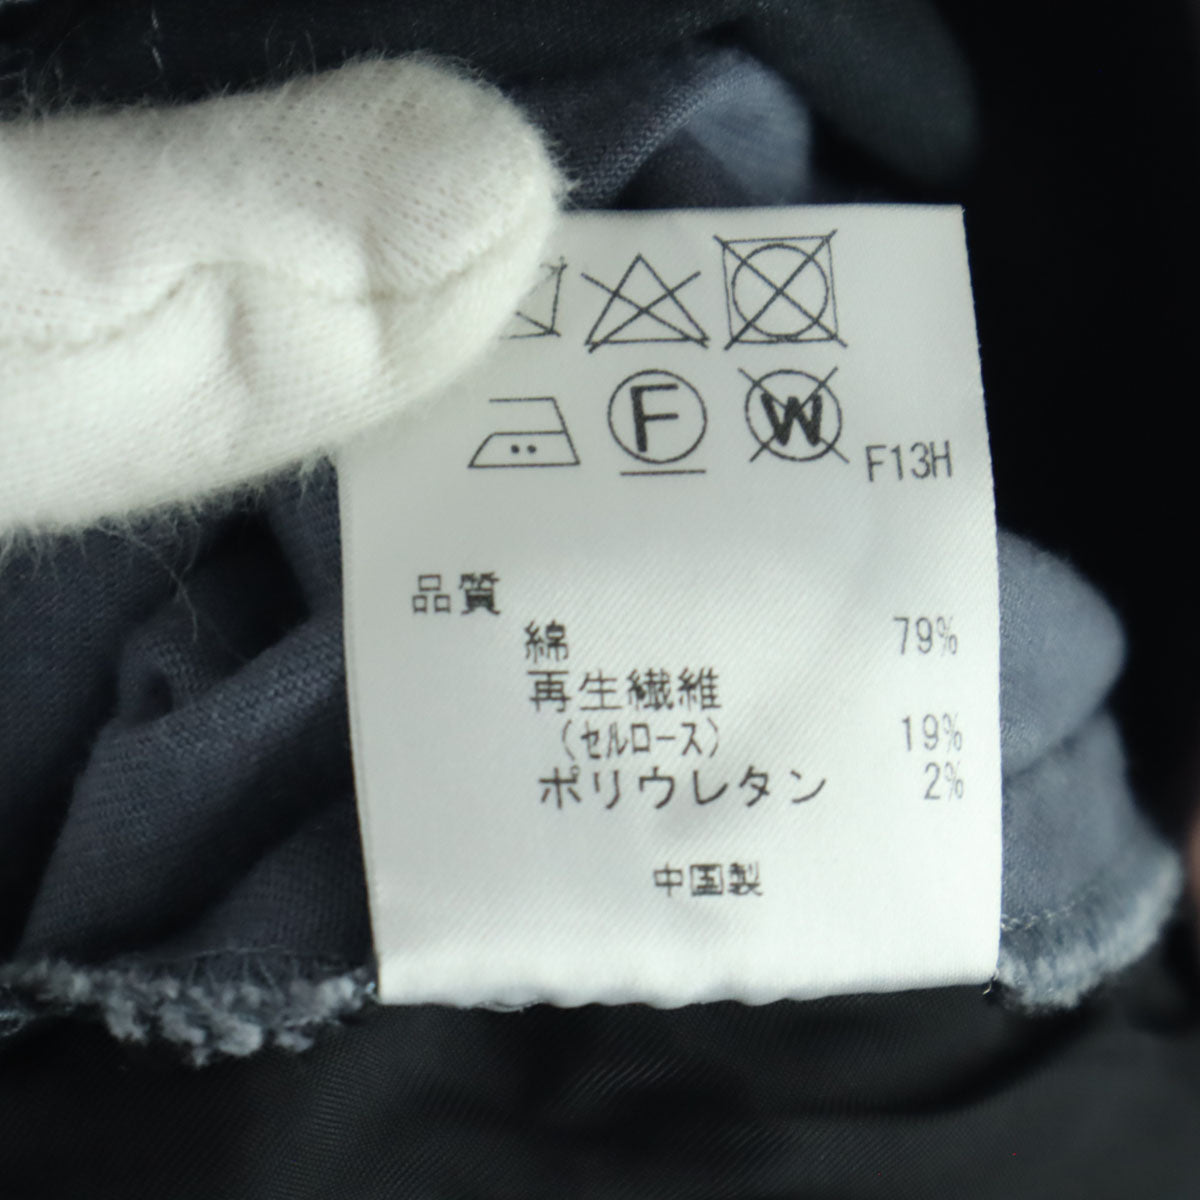 F
W
F13H
品質
綿 79%
再生繊維
(セルロース) 19%
ポリウレタン 2%
中国製